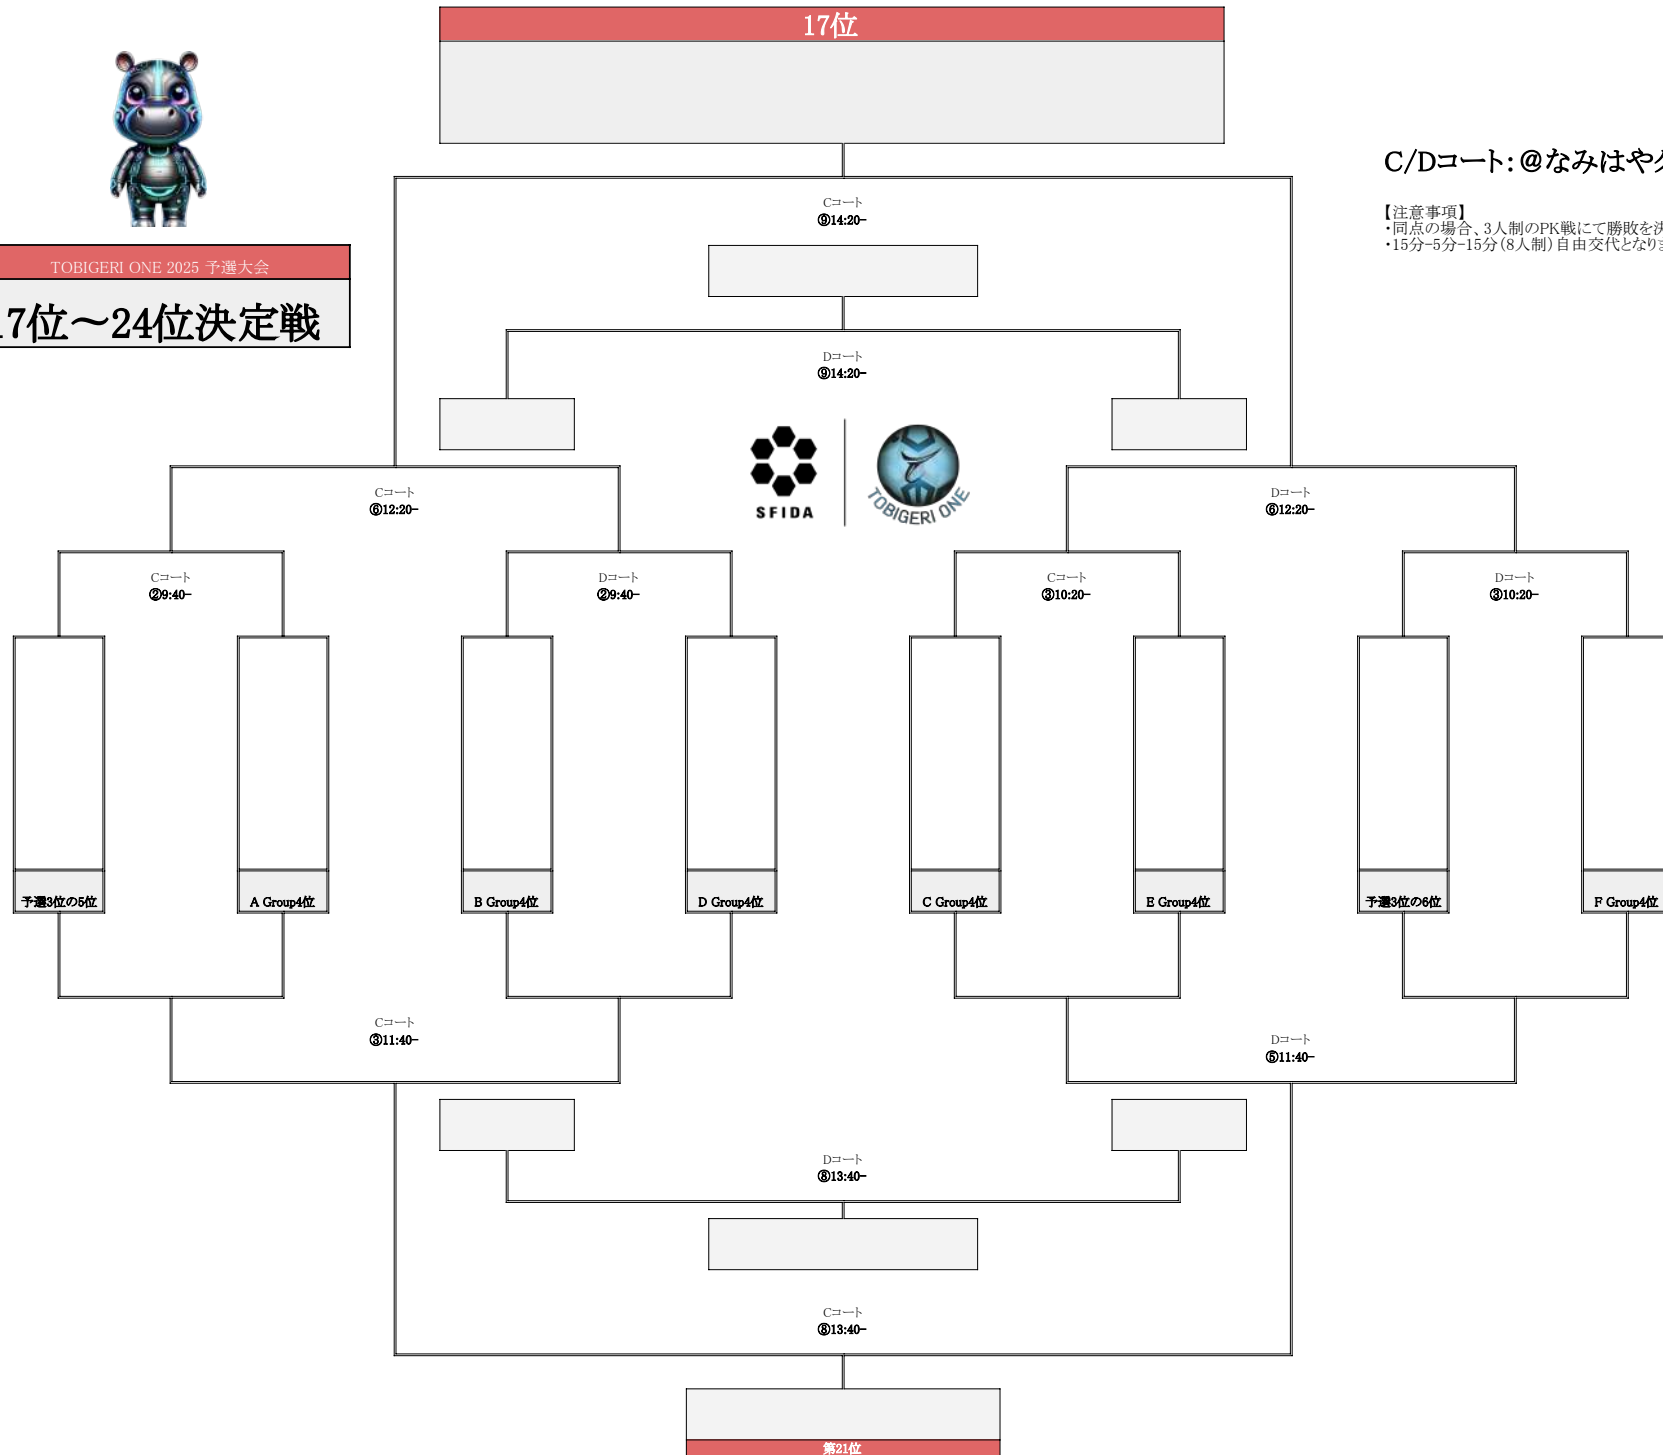 17位
C/Dコート：＠なみはや
【注意事項】
・同点の場合、3人制のPK戦にて勝敗を
・15分-5分-15分(8人制)自由交代となり
Cコート
⑨14:20-
TOBIGERI ONE 2025 予選大会
7位～24位決定戦
Dコート
⑨14:20-
SFIDA
TOBIGERI ONE
Cコート
⑥12:20-
Dコート
⑥12:20-
Cコート
②9:40-
Dコート
②9:40-
Cコート
③10:20-
Dコート
③10:20-
予選3位の5位
A Group4位
B Group4位
D Group4位
C Group4位
E Group4位
予選3位の6位
F Group4位
Cコート
③11:40-
Dコート
⑤11:40-
Dコート
⑧13:40-
Cコート
⑧13:40-
第21位